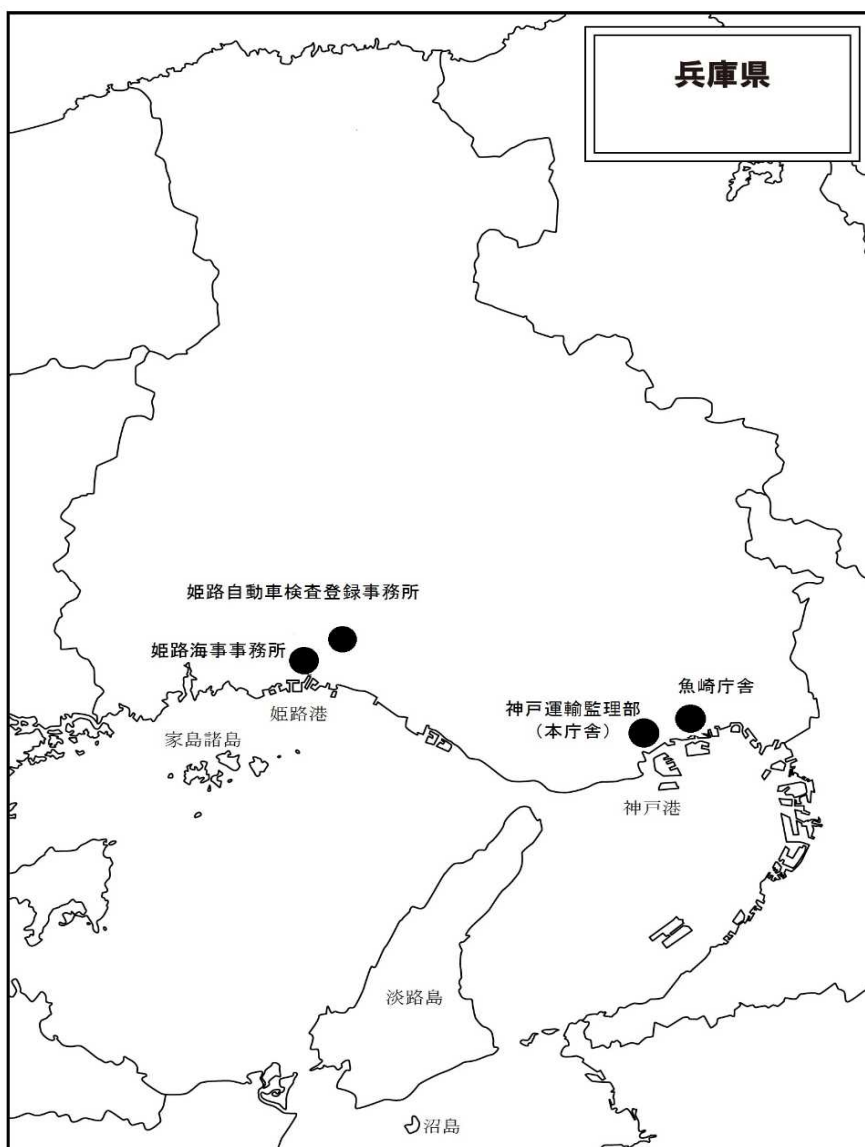 兵庫県
姫路自動車検査登録事務所
姫路海事事務所
姫路港
家島諸島
魚崎庁舎
神戸運輸監理部
（本庁舎）
神戸港
淡路島
沼島